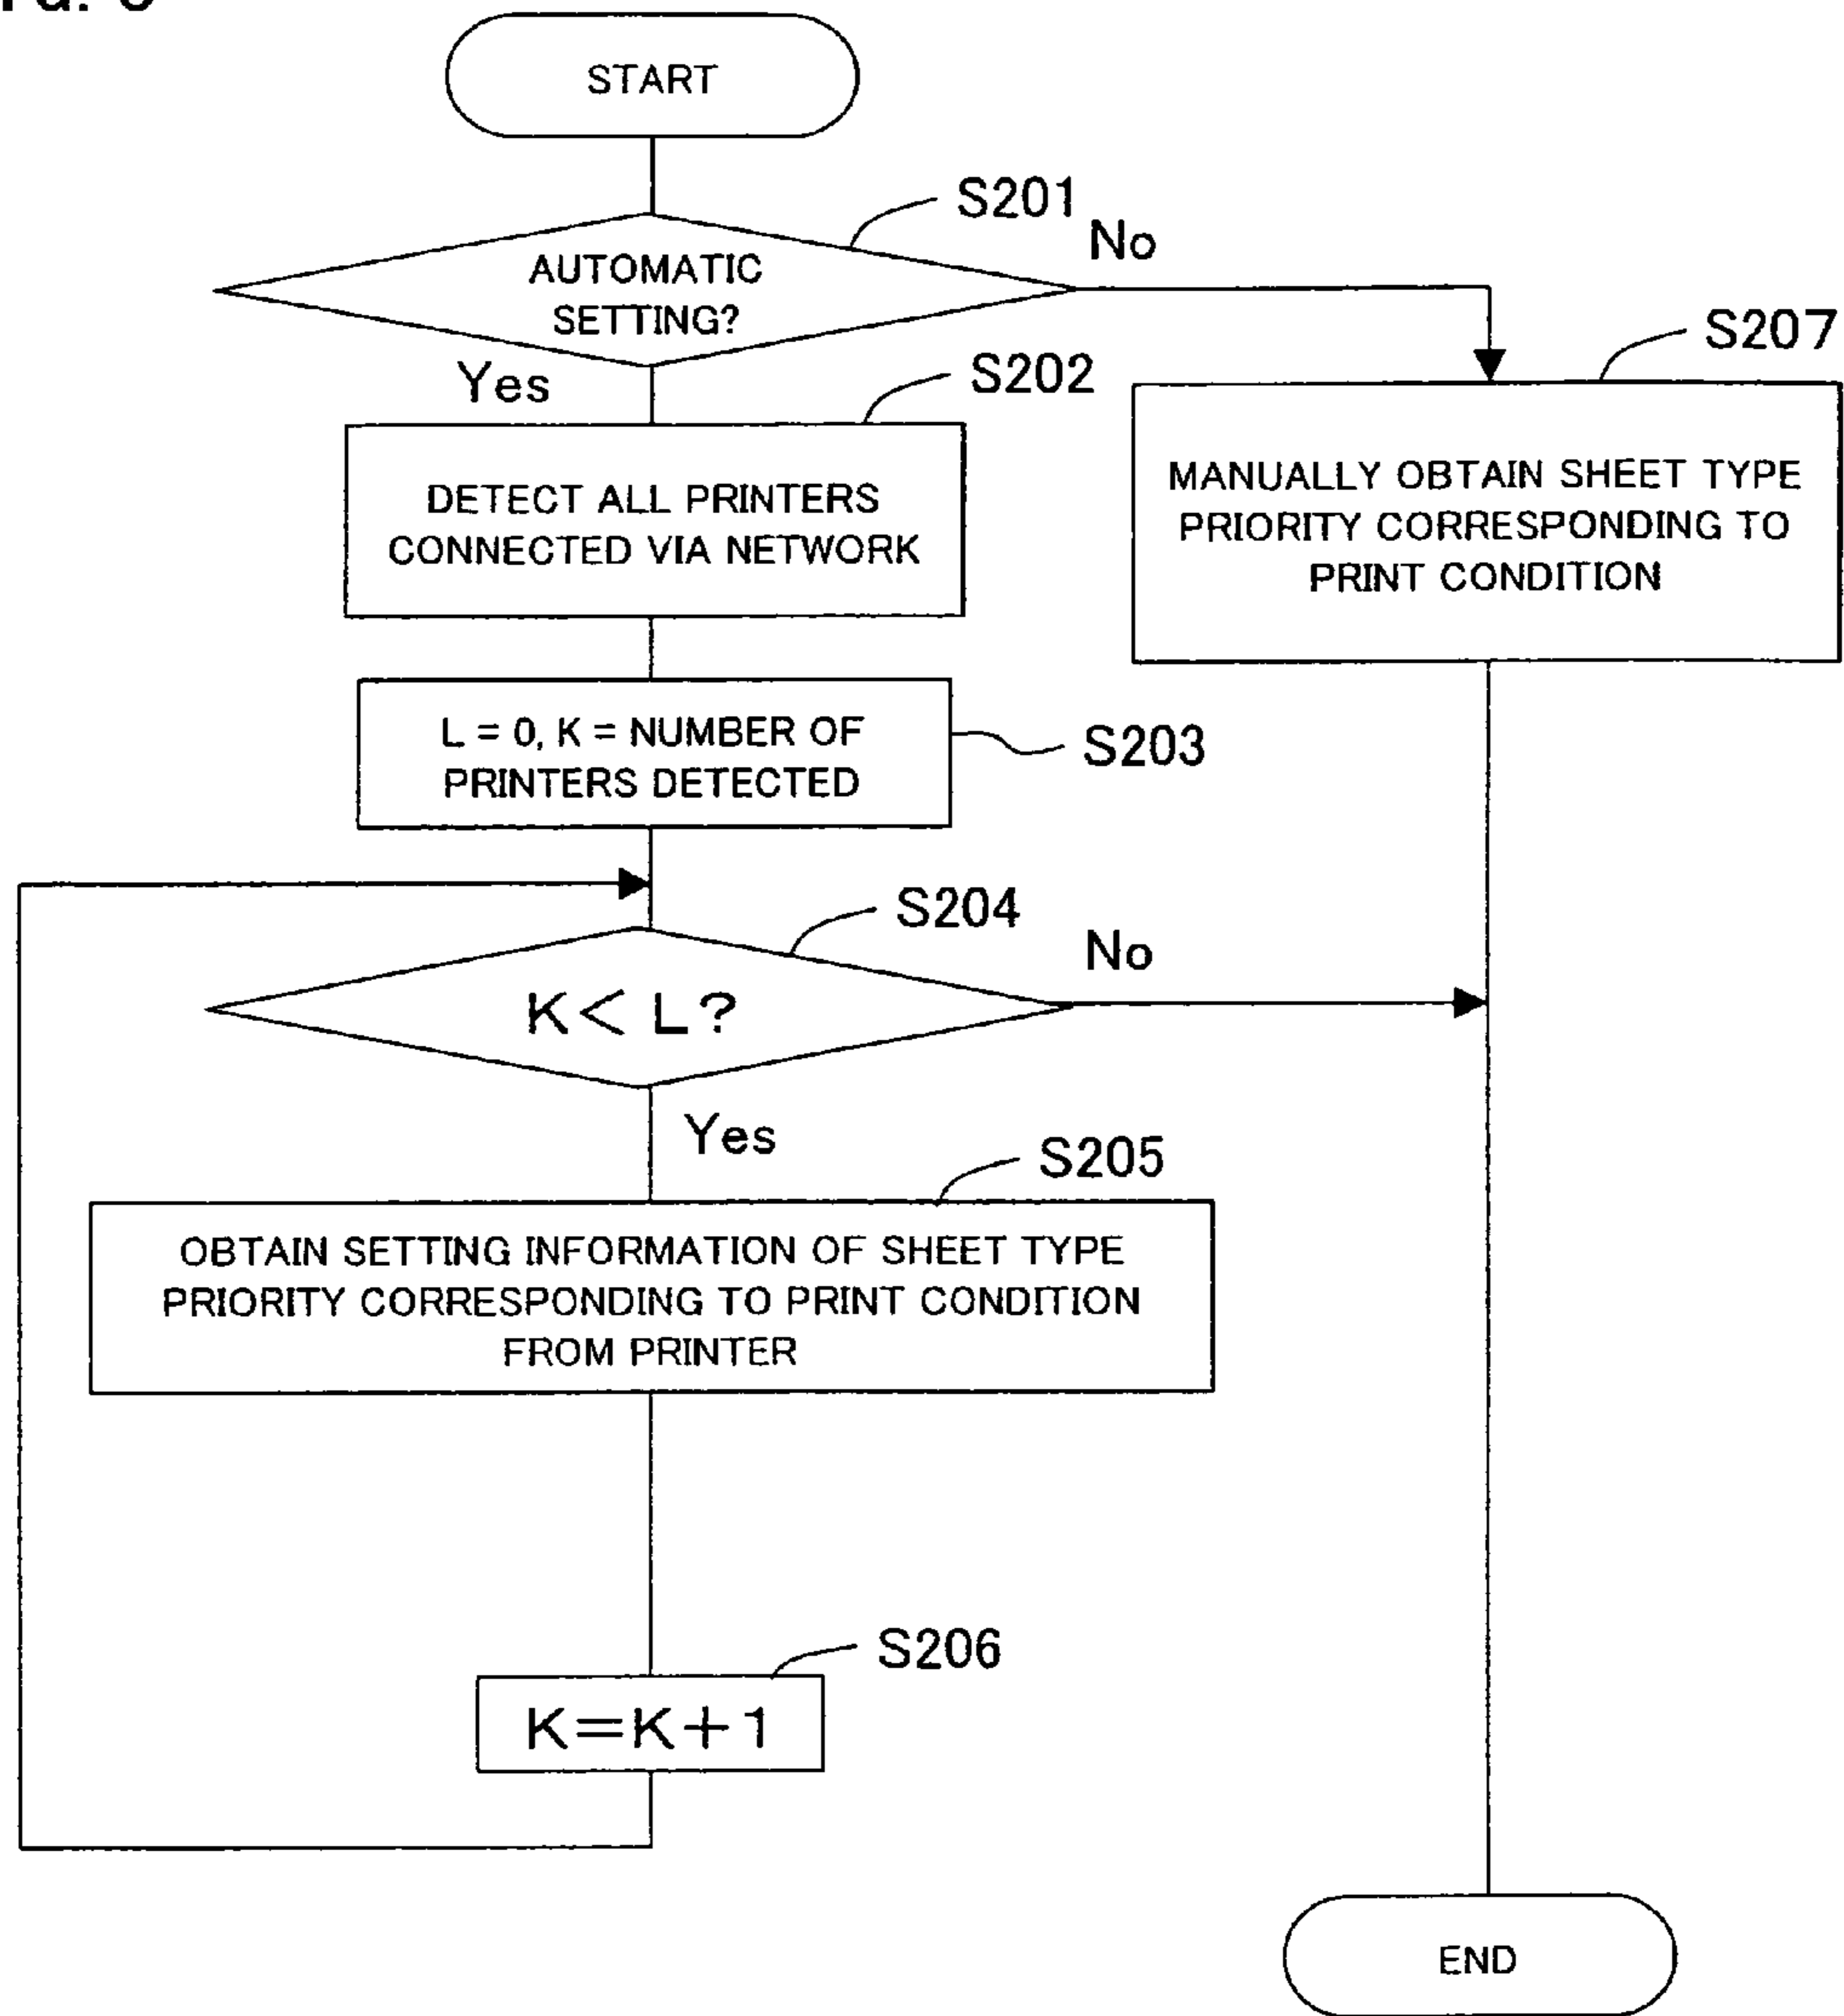 START
S201
No
AUTOMATIC
SETTING?
Yes
S202
DETECT ALL PRINTERS
CONNECTED VIA NETWORK
S207
MANUALLY OBTAIN SHEET TYPE
PRIORITY CORRESPONDING TO
PRINT CONDITION
L = 0, K = NUMBER OF
PRINTERS DETECTED
S203
S204
No
K< L?
Yes
S205
OBTAIN SETTING INFORMATION OF SHEET TYPE
PRIORITY CORRESPONDING TO PRINT CONDITION
FROM PRINTER
S206
K=K+1
END